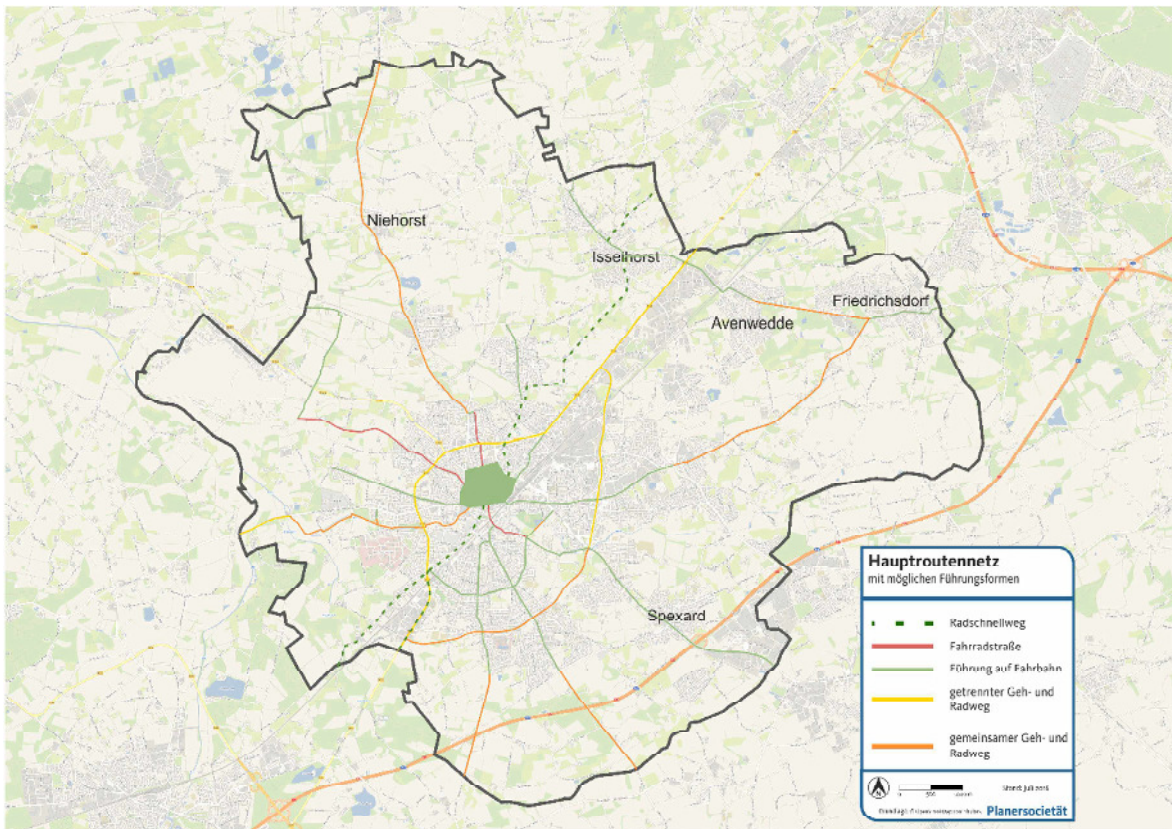 Niehorst
Isselhorst
Friedrichsdorf
Avenwedde
Spexard
Hauptroutennetz
mit möglichen Führungsformen
Radschnellweg
Fahrradstraße
Führung auf Fahrbahn
getrennter Geh- und
Radweg
gemeinsamer Geh- und
Radweg
N
0
Planersocietät